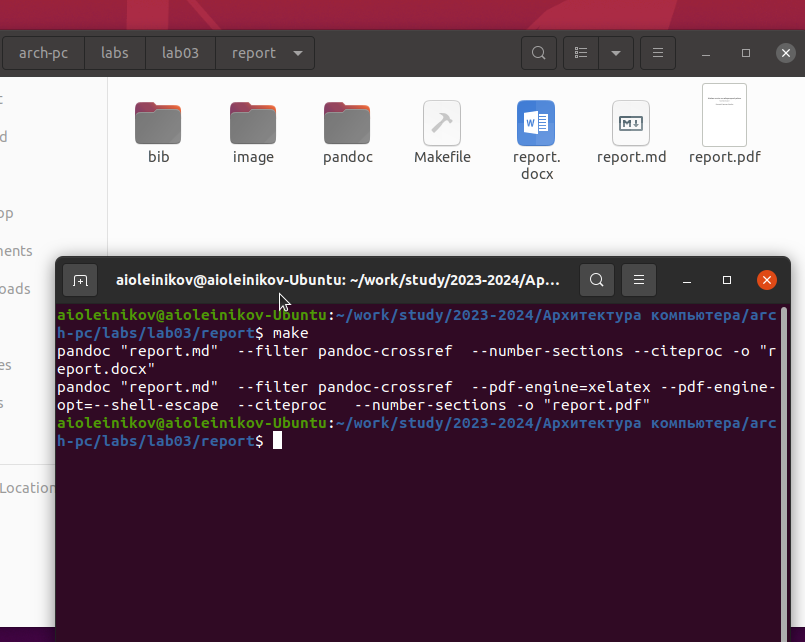 arch-pc labs lab03 report
bib image pandoc Makefile report. report.md report.pdf
docx
ents
oads
Location
aioleinikov@aioleinikov-Ubuntu: ~/work/study/2023-2024/Ар...
aioleinikov@aioleinikov-Ubuntu:~/work/study/2023-2024/Архитектура компьютера/arc
h-pc/labs/lab03/report$ make
pandoc "report.md"  --filter pandoc-crossref  --number-sections --citeproc -o "r
eport.docx"
pandoc "report.md"  --filter pandoc-crossref  --pdf-engine=xelatex --pdf-engine-
opt=--shell-escape  --citeproc   --number-sections -o "report.pdf"
aioleinikov@aioleinikov-Ubuntu:~/work/study/2023-2024/Архитектура компьютера/arc
h-pc/labs/lab03/report$